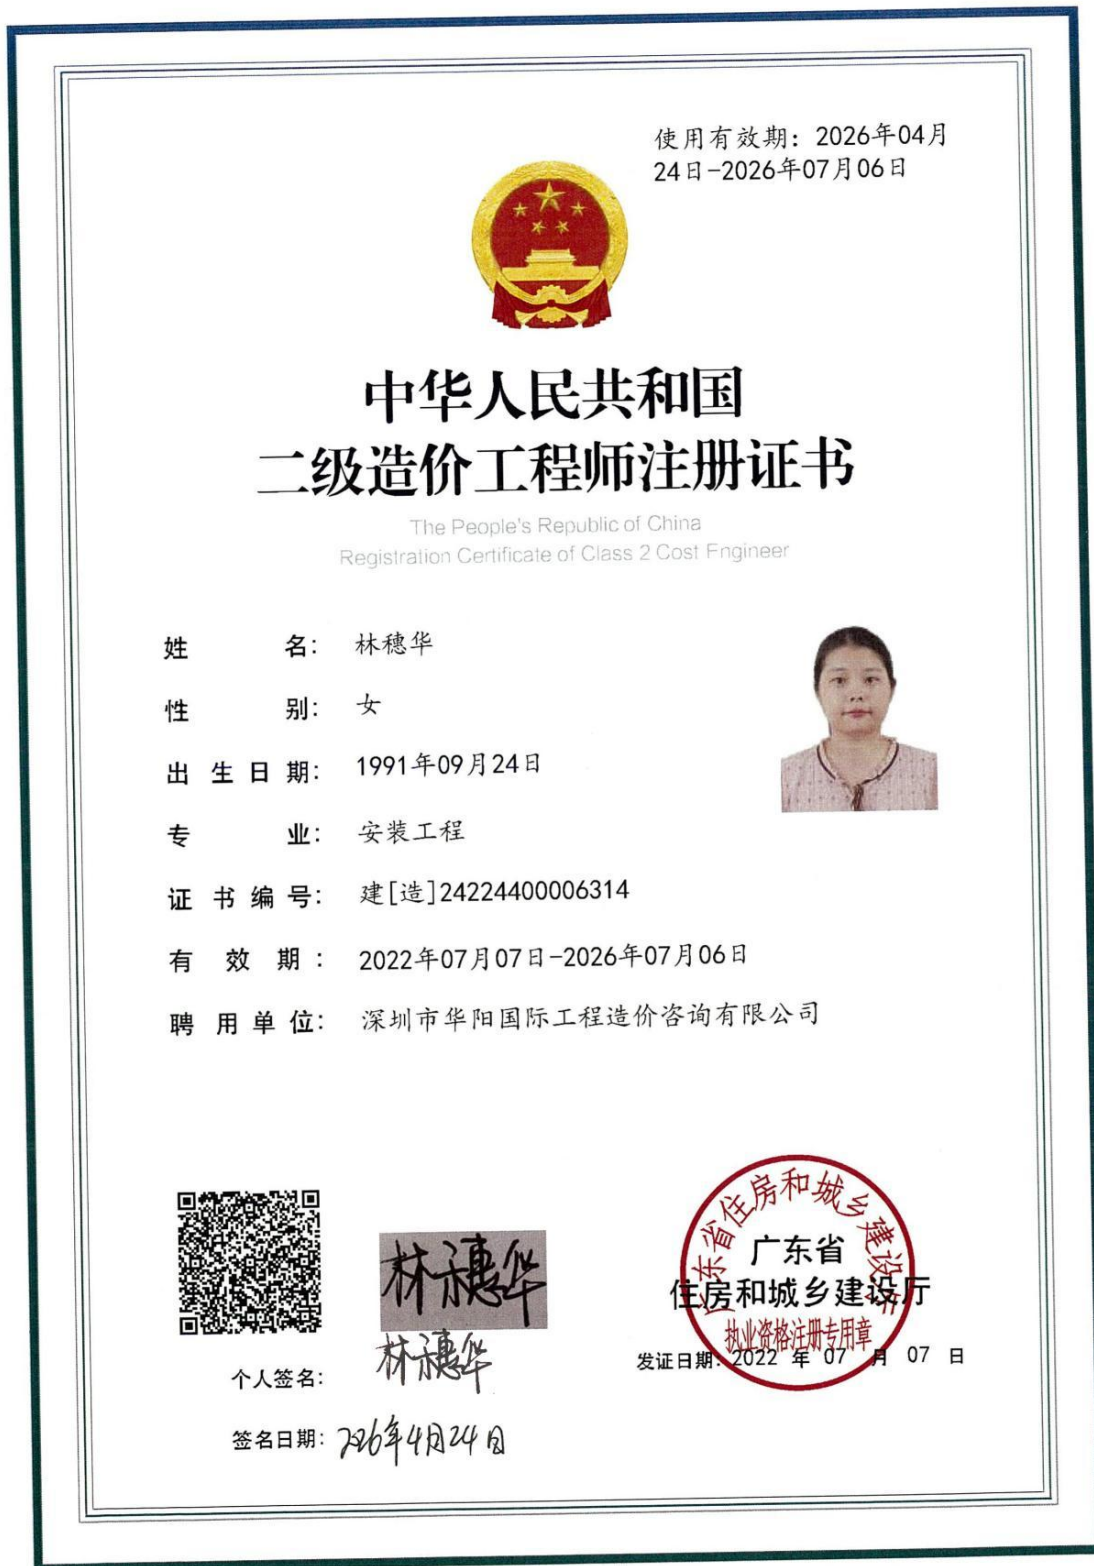 使用有效期：2026年04月
24日-2026年07月06日
中华人民共和国
二级造价工程师注册证书
The People's Republic of China
Registration Certificate of Class 2 Cost Engineer
姓 名： 林穗华
性 别： 女
出生日期： 1991年09月24日
专 业： 安装工程
证书编号： 建[造]24224400006314
有 效 期： 2022年07月07日-2026年07月06日
聘用单位： 深圳市华阳国际工程造价咨询有限公司
林穗华
广东省住房和城乡建设厅
广东省
住房和城乡建设厅
执业资格注册专用章
个人签名： 林穗华
发证日期：2022 年 07 月 07 日
签名日期：2026年4月24日